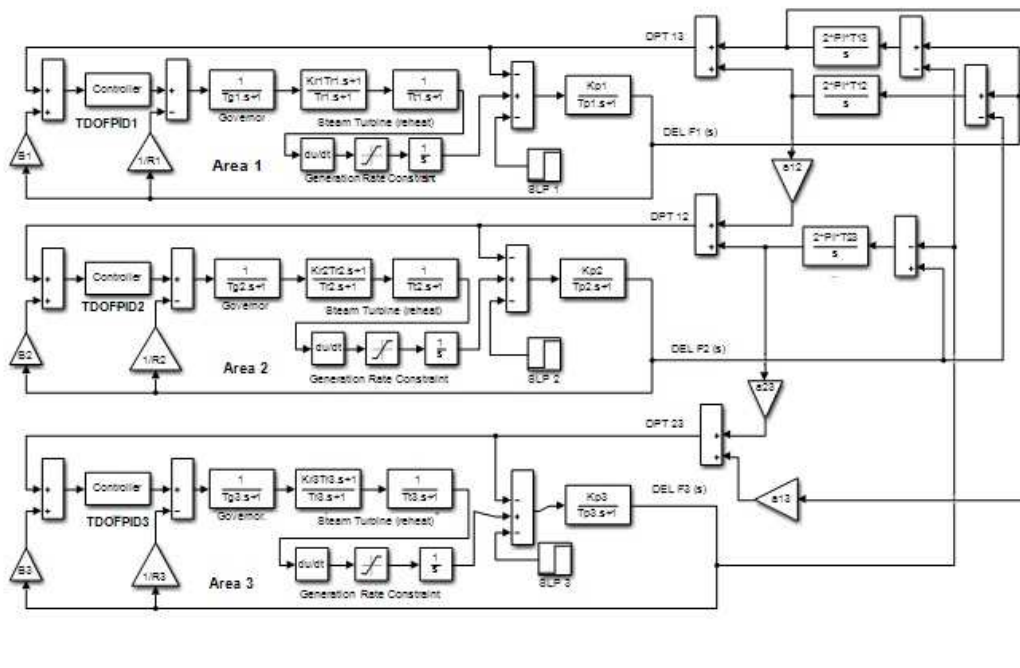 DPT 13
2*PI*T13
s
2*PI*T12
s
Controller
TDOFPID1
1
Tg1.s+1
Governor
Kr1Tr1.s+1
Tr1.s+1
1
Tt1.s+1
Steam Turbine (reheat)
Kp1
Tp1.s+1
DEL F1 (s)
B1
1/R1
Area 1
du/dt
1
s
Generation Rate Constraint
SLP 1
a12
DPT 12
2*PI*T23
s
Controller
TDOFPID2
1
Tg2.s+1
Governor
Kr2Tr2.s+1
Tr2.s+1
1
Tt2.s+1
Steam Turbine (reheat)
Kp2
Tp2.s+1
DEL F2 (s)
B2
1/R2
Area 2
du/dt
1
s
Generation Rate Constraint
SLP 2
a23
DPT 23
Controller
TDOFPID3
1
Tg3.s+1
Governor
Kr3Tr3.s+1
Tr3.s+1
1
Tt3.s+1
Steam Turbine (reheat)
Kp3
Tp3.s+1
DEL F3 (s)
a13
B3
1/R3
Area 3
du/dt
1
s
Generation Rate Constraint
SLP 3